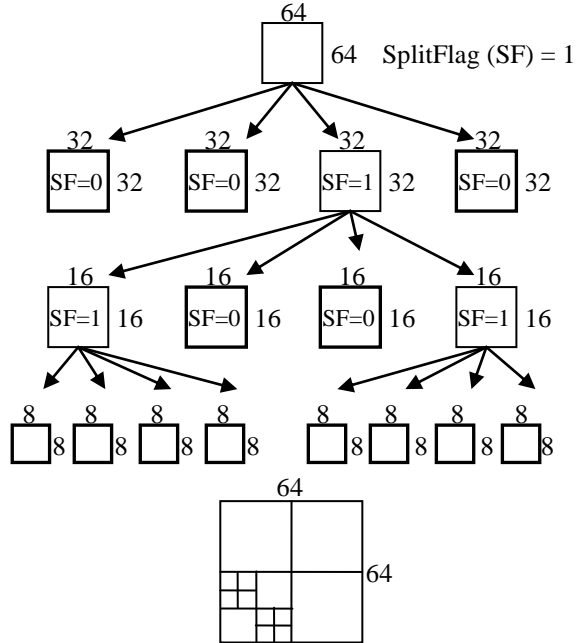 64
64 SplitFlag (SF) = 1
32 32 32 32
SF=0 32 SF=0 32 SF=1 32 SF=0 32
16 16 16 16
SF=1 16 SF=0 16 SF=0 16 SF=1 16
8 8 8 8 8 8 8 8
8 8 8 8 8 8 8 8
64
64